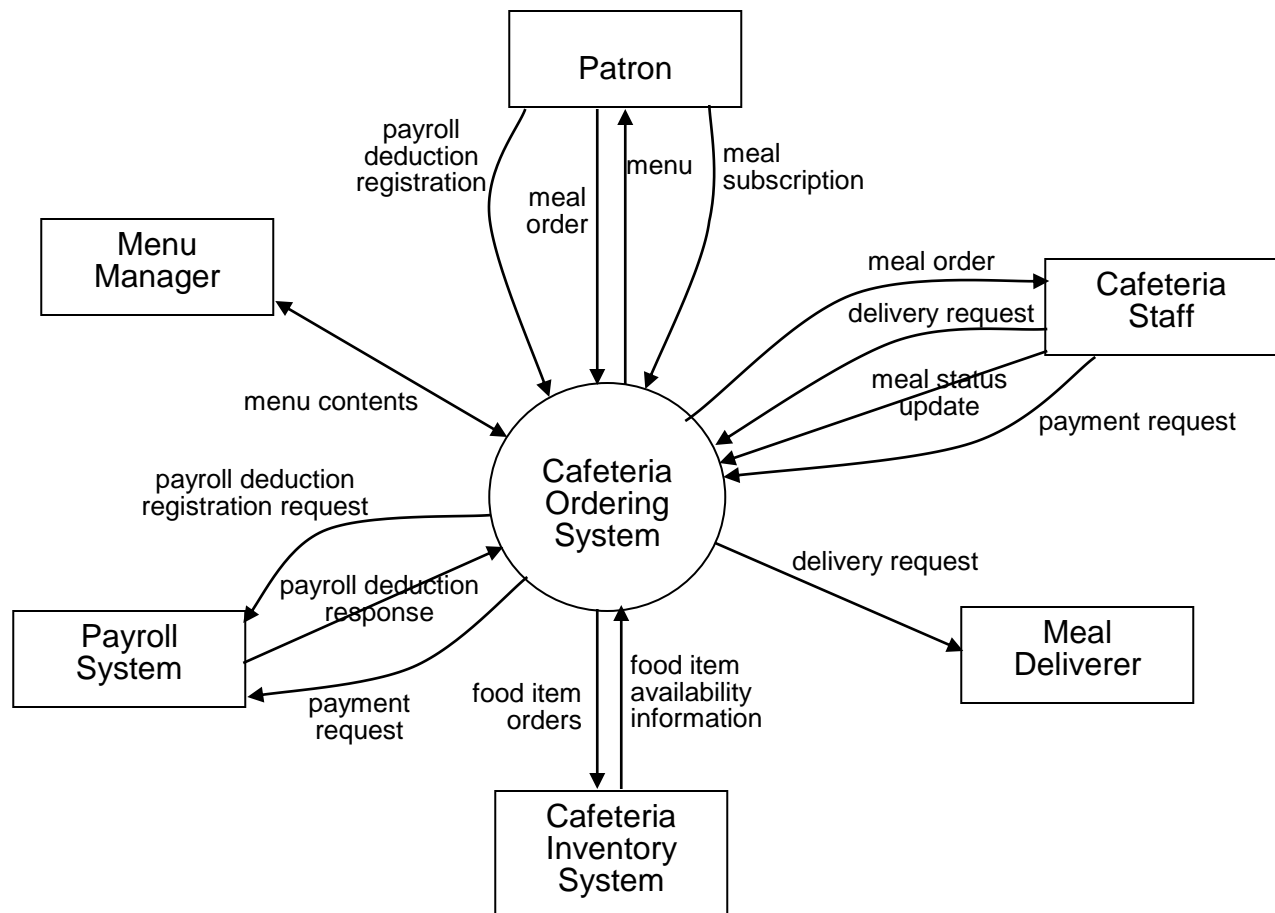 Patron
payroll
deduction
registration
meal
order
menu
meal
subscription
Menu
Manager
meal order
Cafeteria
Staff
delivery request
meal status
update
payment request
menu contents
Cafeteria
Ordering
System
payroll deduction
registration request
payroll deduction
response
delivery request
Payroll
System
Meal
Deliverer
payment
request
food item
orders
food item
availability
information
Cafeteria
Inventory
System